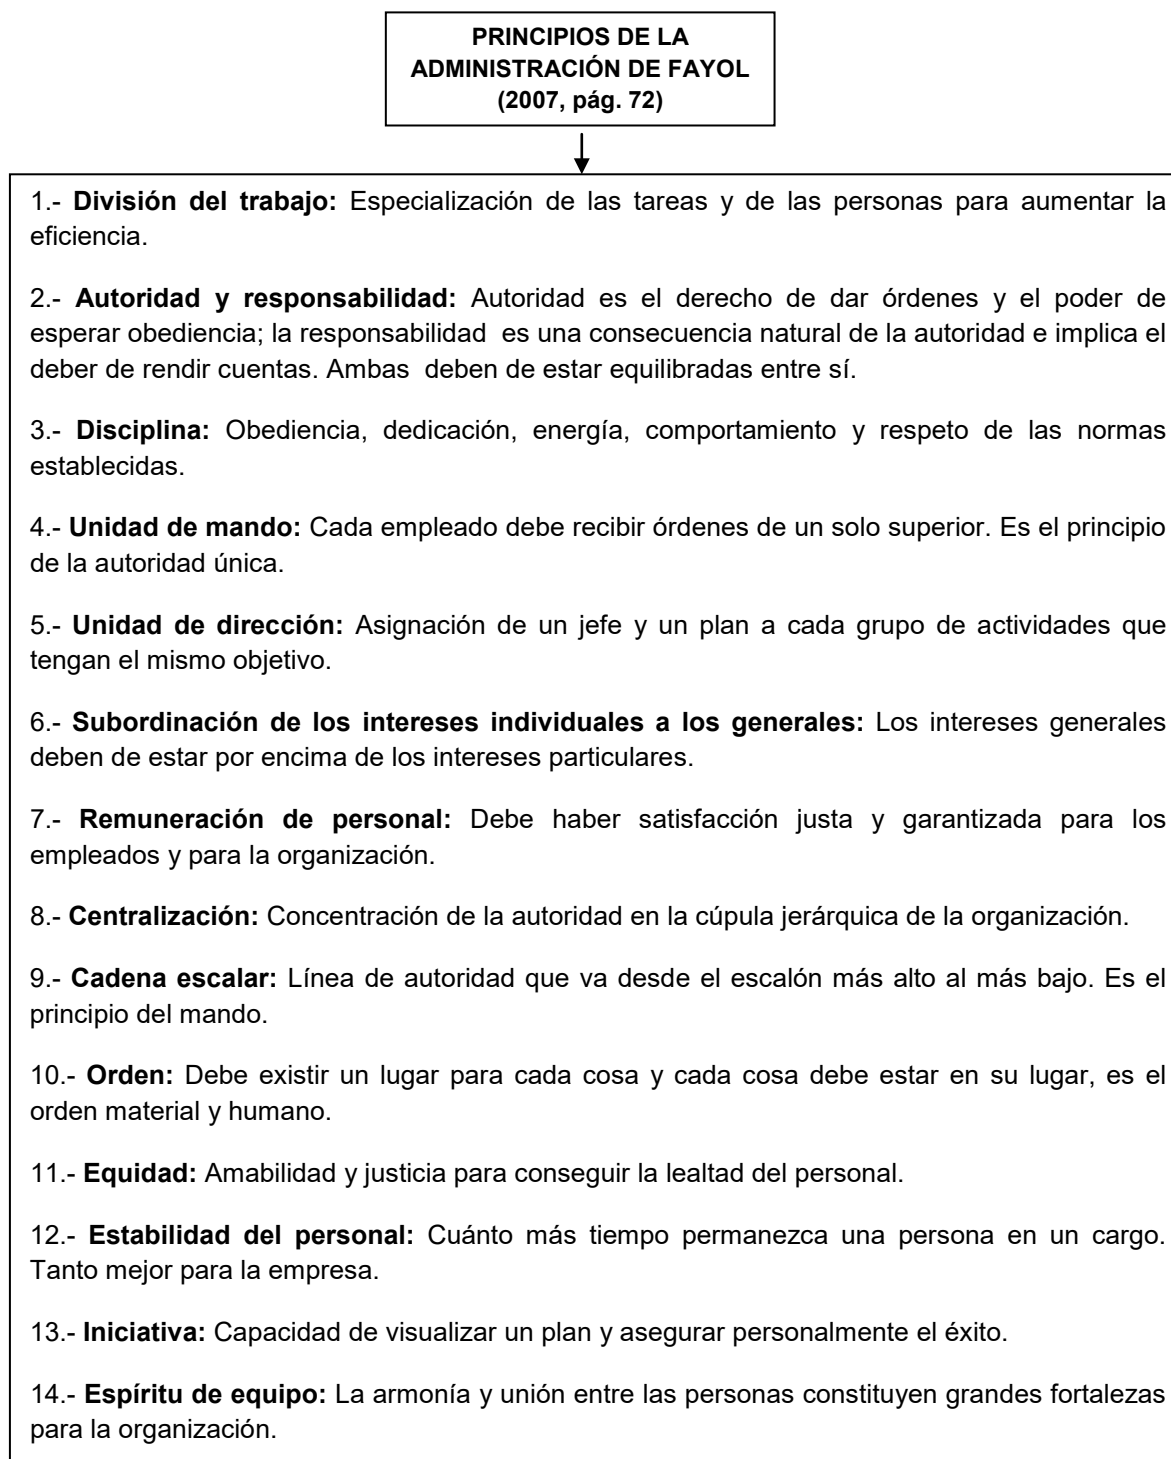 PRINCIPIOS DE LA
ADMINISTRACIÓN DE FAYOL
(2007, pág. 72)
1.- División del trabajo: Especialización de las tareas y de las personas para aumentar la
eficiencia.
2.- Autoridad y responsabilidad: Autoridad es el derecho de dar órdenes y el poder de
esperar obediencia; la responsabilidad es una consecuencia natural de la autoridad e implica el
deber de rendir cuentas. Ambas deben de estar equilibradas entre sí.
3.- Disciplina: Obediencia, dedicación, energía, comportamiento y respeto de las normas
establecidas.
4.- Unidad de mando: Cada empleado debe recibir órdenes de un solo superior. Es el principio
de la autoridad única.
5.- Unidad de dirección: Asignación de un jefe y un plan a cada grupo de actividades que
tengan el mismo objetivo.
6.- Subordinación de los intereses individuales a los generales: Los intereses generales
deben de estar por encima de los intereses particulares.
7.- Remuneración de personal: Debe haber satisfacción justa y garantizada para los
empleados y para la organización.
8.- Centralización: Concentración de la autoridad en la cúpula jerárquica de la organización.
9.- Cadena escalar: Línea de autoridad que va desde el escalón más alto al más bajo. Es el
principio del mando.
10.- Orden: Debe existir un lugar para cada cosa y cada cosa debe estar en su lugar, es el
orden material y humano.
11.- Equidad: Amabilidad y justicia para conseguir la lealtad del personal.
12.- Estabilidad del personal: Cuánto más tiempo permanezca una persona en un cargo.
Tanto mejor para la empresa.
13.- Iniciativa: Capacidad de visualizar un plan y asegurar personalmente el éxito.
14.- Espíritu de equipo: La armonía y unión entre las personas constituyen grandes fortalezas
para la organización.